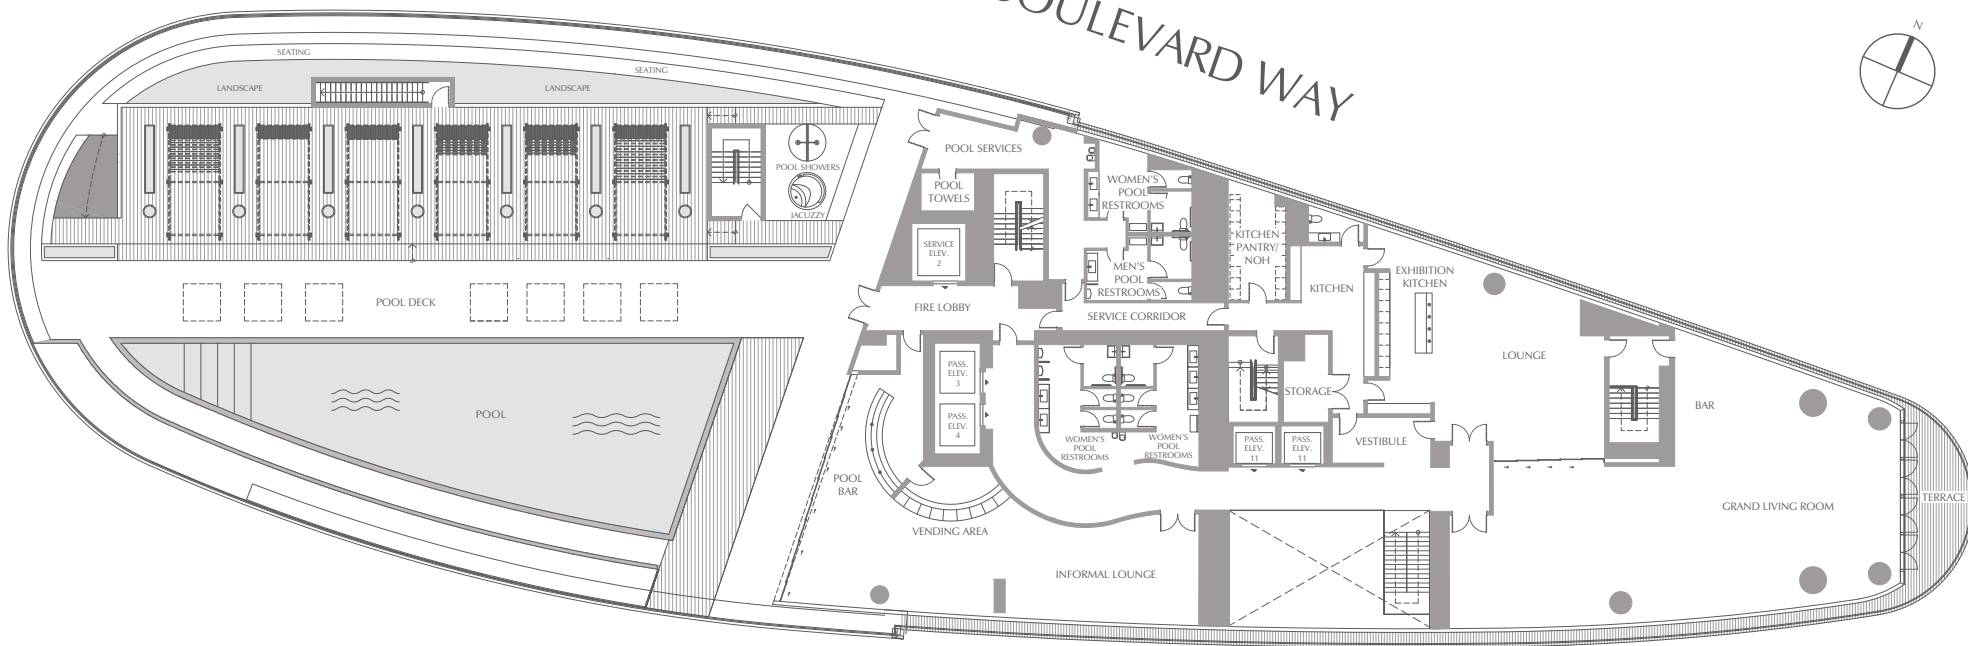 BOULEVARD WAY
N
SEATING
SEATING
LANDSCAPE
LANDSCAPE
POOL SHOWERS
JACUZZY
POOL DECK
POOL
POOL SERVICES
POOL
TOWELS
SERVICE
ELEV.
2
FIRE LOBBY
WOMEN'S
POOL
RESTROOMS
MEN'S
POOL
RESTROOMS
SERVICE CORRIDOR
KITCHEN
PANTRY/
NOH
KITCHEN
EXHIBITION
KITCHEN
LOUNGE
BAR
PASS.
ELEV.
3
PASS.
ELEV.
4
POOL
BAR
VENDING AREA
WOMEN'S
POOL
RESTROOMS
WOMEN'S
POOL
RESTROOMS
STORAGE
PASS.
ELEV.
11
PASS.
ELEV.
11
VESTIBULE
INFORMAL LOUNGE
GRAND LIVING ROOM
TERRACE